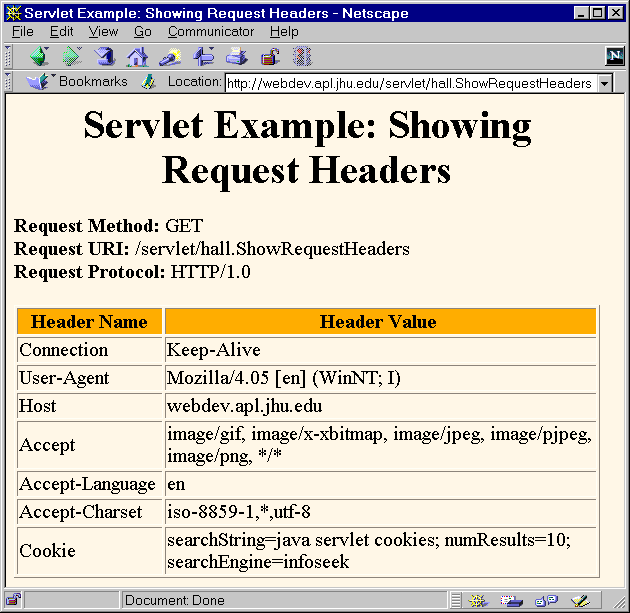 Servlet Example: Showing Request Headers - Netscape
File Edit View Go Communicator Help
N
Bookmarks Location: http://webdev.apl.jhu.edu/servlet/hall.ShowRequestHeaders
Servlet Example: Showing
Request Headers
Request Method: GET
Request URI: /servlet/hall.ShowRequestHeaders
Request Protocol: HTTP/1.0
Header Name Header Value
Connection Keep-Alive
User-Agent Mozilla/4.05 [en] (WinNT; I)
Host webdev.apl.jhu.edu
Accept image/gif, image/x-xbitmap, image/jpeg, image/pjpeg,
image/png, */*
Accept-Language en
Accept-Charset iso-8859-1,*,utf-8
Cookie searchString=java servlet cookies; numResults=10;
searchEngine=infoseek
Document: Done